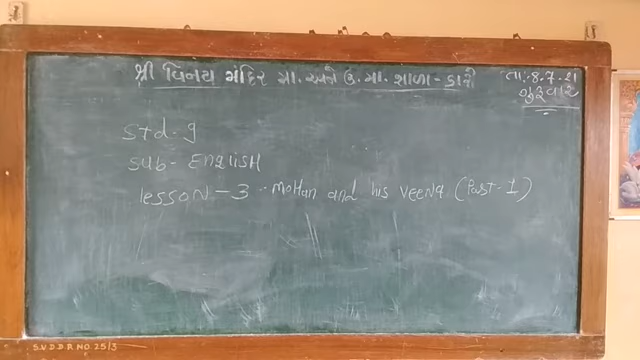 શ્રી વિનય મંદિર મા. અને ઉ. મા. શાળા - કારી
તા. 8.7.21
ગુરૂવાર
Std - 9
Sub - ENGLISH
lesson - 3 - Mohan and his Veena (Part - I)
S.V.D.D.R NO. 25/3